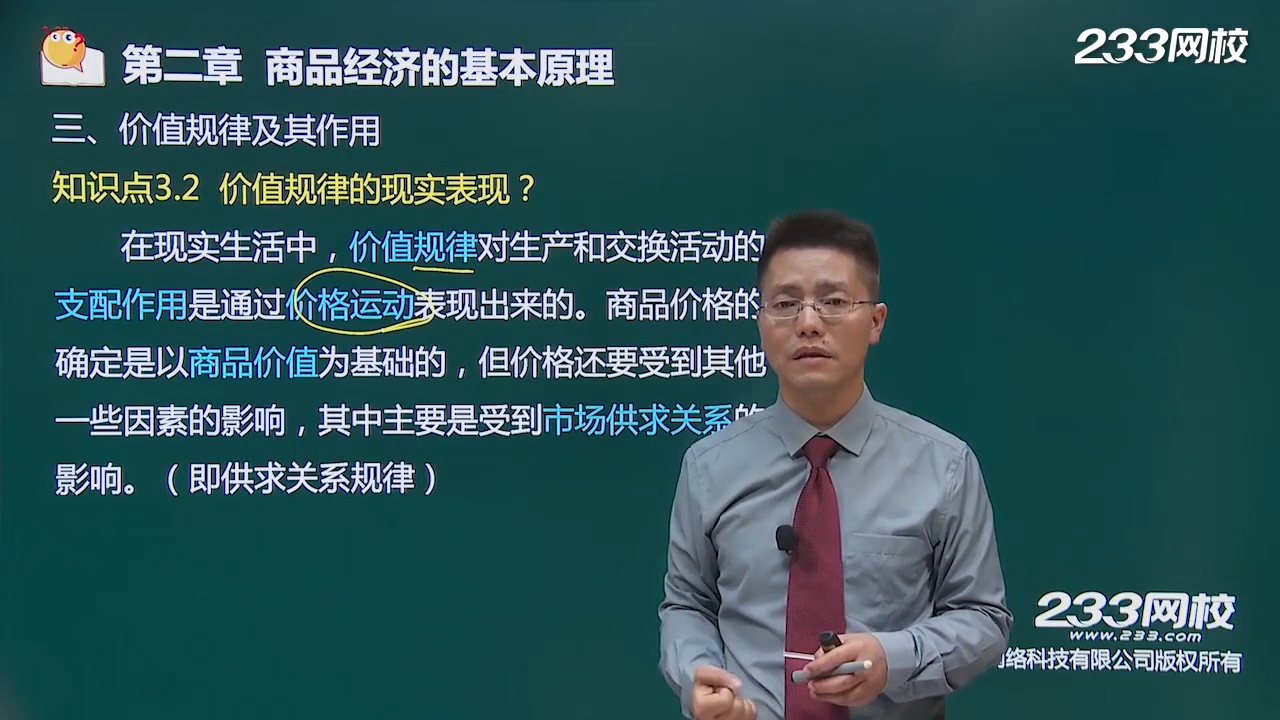 第二章 商品经济的基本原理
233网校
三、价值规律及其作用
知识点3.2 价值规律的现实表现？
在现实生活中，价值规律对生产和交换活动的
支配作用是通过价格运动表现出来的。商品价格的
确定是以商品价值为基础的，但价格还要受到其他
一些因素的影响，其中主要是受到市场供求关系的
影响。（即供求关系规律）
233网校
www.233.com
网络科技有限公司版权所有